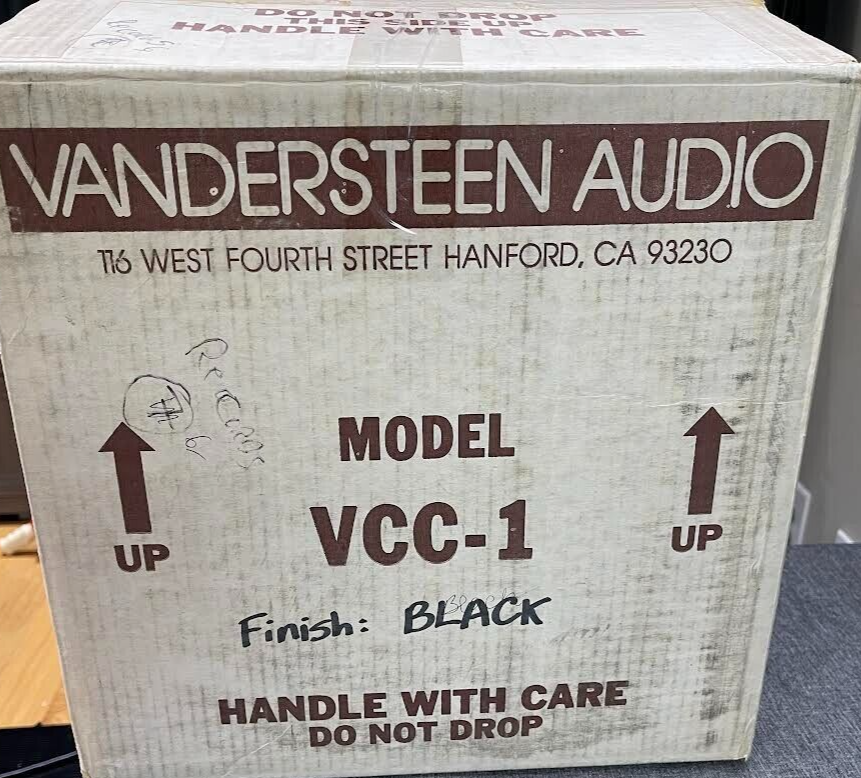 DO NOT DROP
THIS SIDE UP
HANDLE WITH CARE
VANDERSTEEN AUDIO
116 WEST FOURTH STREET HANFORD, CA 93230
Records
MODEL
VCC-1
UP
UP
Finish: BLACK
HANDLE WITH CARE
DO NOT DROP